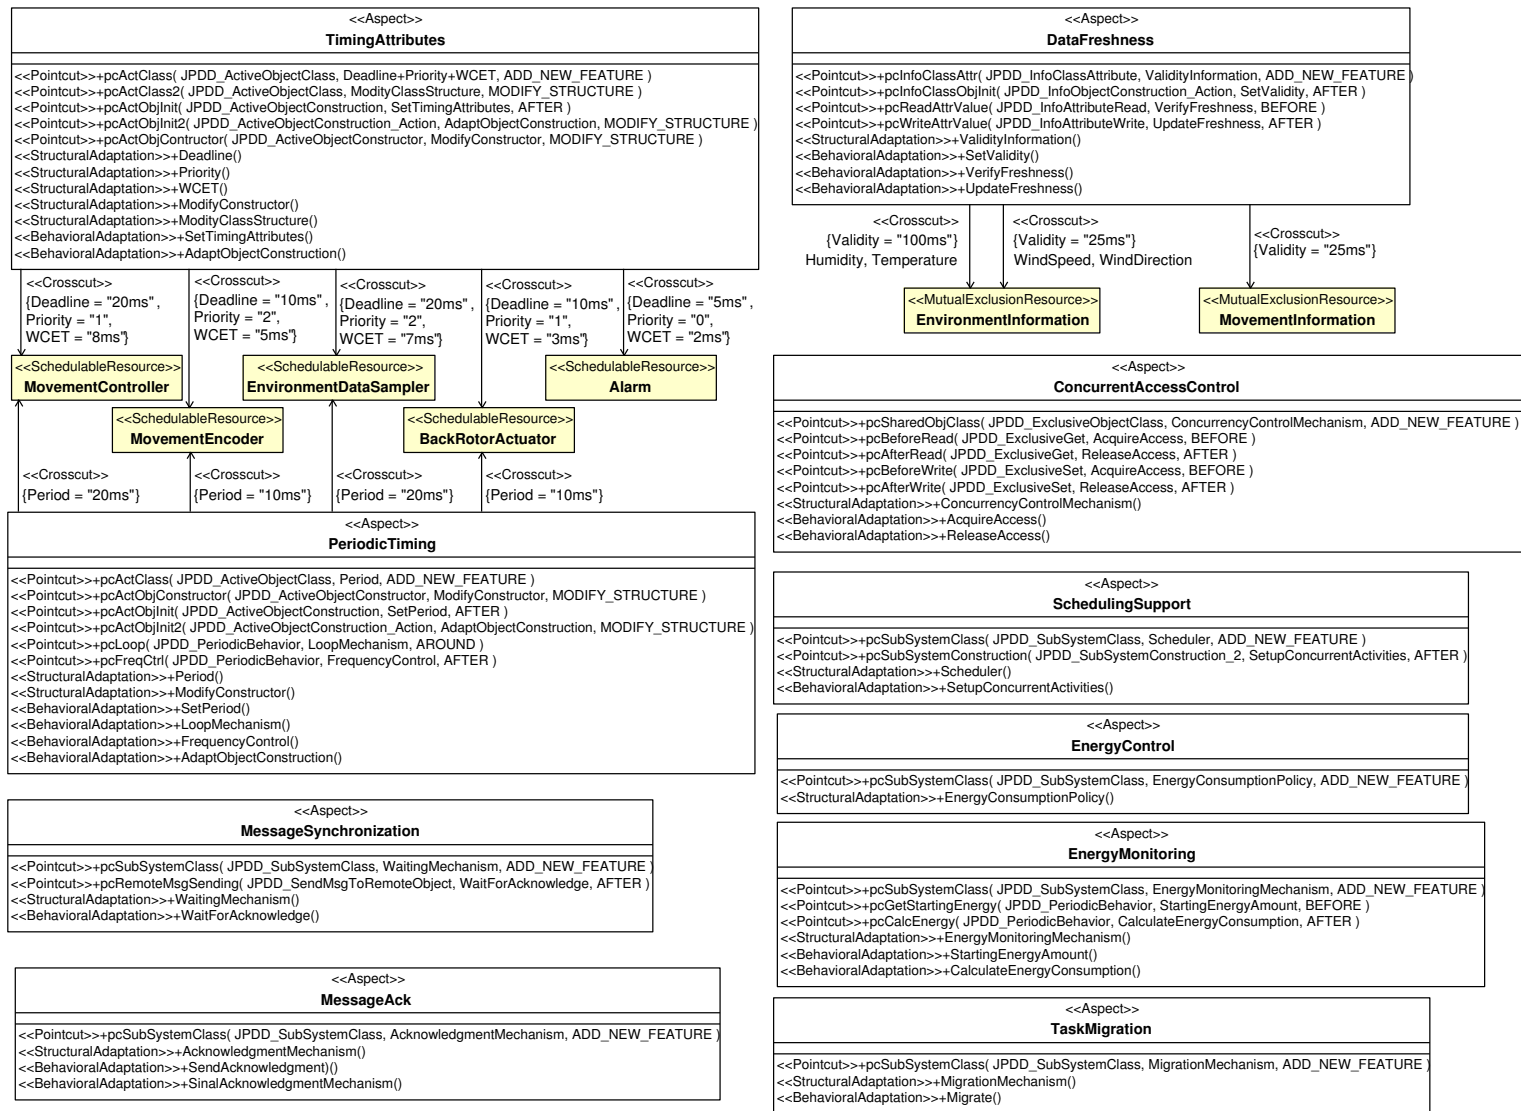 <<Aspect>>
TimingAttributes
<<Pointcut>>+pcActClass( JPDD_ActiveObjectClass, Deadline+Priority+WCET, ADD_NEW_FEATURE )
<<Pointcut>>+pcActClass2( JPDD_ActiveObjectClass, ModityClassStructure, MODIFY_STRUCTURE )
<<Pointcut>>+pcActObjInit( JPDD_ActiveObjectConstruction, SetTimingAttributes, AFTER )
<<Pointcut>>+pcActObjInit2( JPDD_ActiveObjectConstruction_Action, AdaptObjectConstruction, MODIFY_STRUCTURE )
<<Pointcut>>+pcActObjContructor( JPDD_ActiveObjectConstructor, ModifyConstructor, MODIFY_STRUCTURE )
<<StructuralAdaptation>>+Deadline()
<<StructuralAdaptation>>+Priority()
<<StructuralAdaptation>>+WCET()
<<StructuralAdaptation>>+ModifyConstructor()
<<StructuralAdaptation>>+ModityClassStructure()
<<BehavioralAdaptation>>+SetTimingAttributes()
<<BehavioralAdaptation>>+AdaptObjectConstruction()
<<Crosscut>>
{Deadline = "20ms" ,
Priority = "1",
WCET = "8ms"}
<<Crosscut>>
{Deadline = "10ms" ,
Priority = "2",
WCET = "5ms"}
<<Crosscut>>
{Deadline = "20ms" ,
Priority = "2",
WCET = "7ms"}
<<Crosscut>>
{Deadline = "10ms" ,
Priority = "1",
WCET = "3ms"}
<<Crosscut>>
{Deadline = "5ms" ,
Priority = "0",
WCET = "2ms"}
<<SchedulableResource>>
MovementController
<<SchedulableResource>>
EnvironmentDataSampler
<<SchedulableResource>>
Alarm
<<SchedulableResource>>
MovementEncoder
<<SchedulableResource>>
BackRotorActuator
<<Crosscut>>
{Period = "20ms"}
<<Crosscut>>
{Period = "10ms"}
<<Crosscut>>
{Period = "20ms"}
<<Crosscut>>
{Period = "10ms"}
<<Aspect>>
PeriodicTiming
<<Pointcut>>+pcActClass( JPDD_ActiveObjectClass, Period, ADD_NEW_FEATURE )
<<Pointcut>>+pcActObjConstructor( JPDD_ActiveObjectConstructor, ModifyConstructor, MODIFY_STRUCTURE )
<<Pointcut>>+pcActObjInit( JPDD_ActiveObjectConstruction, SetPeriod, AFTER )
<<Pointcut>>+pcActObjInit2( JPDD_ActiveObjectConstruction_Action, AdaptObjectConstruction, MODIFY_STRUCTURE )
<<Pointcut>>+pcLoop( JPDD_PeriodicBehavior, LoopMechanism, AROUND )
<<Pointcut>>+pcFreqCtrl( JPDD_PeriodicBehavior, FrequencyControl, AFTER )
<<StructuralAdaptation>>+Period()
<<StructuralAdaptation>>+ModifyConstructor()
<<BehavioralAdaptation>>+SetPeriod()
<<BehavioralAdaptation>>+LoopMechanism()
<<BehavioralAdaptation>>+FrequencyControl()
<<BehavioralAdaptation>>+AdaptObjectConstruction()
<<Aspect>>
MessageSynchronization
<<Pointcut>>+pcSubSystemClass( JPDD_SubSystemClass, WaitingMechanism, ADD_NEW_FEATURE )
<<Pointcut>>+pcRemoteMsgSending( JPDD_SendMsgToRemoteObject, WaitForAcknowledge, AFTER )
<<StructuralAdaptation>>+WaitingMechanism()
<<BehavioralAdaptation>>+WaitForAcknowledge()
<<Aspect>>
MessageAck
<<Pointcut>>+pcSubSystemClass( JPDD_SubSystemClass, AcknowledgmentMechanism, ADD_NEW_FEATURE )
<<StructuralAdaptation>>+AcknowledgmentMechanism()
<<BehavioralAdaptation>>+SendAcknowledgment)()
<<BehavioralAdaptation>>+SinalAcknowledgmentMechanism()
<<Aspect>>
DataFreshness
<<Pointcut>>+pcInfoClassAttr( JPDD_InfoClassAttribute, ValidityInformation, ADD_NEW_FEATURE )
<<Pointcut>>+pcInfoClassObjInit( JPDD_InfoObjectConstruction_Action, SetValidity, AFTER )
<<Pointcut>>+pcReadAttrValue( JPDD_InfoAttributeRead, VerifyFreshness, BEFORE )
<<Pointcut>>+pcWriteAttrValue( JPDD_InfoAttributeWrite, UpdateFreshness, AFTER )
<<StructuralAdaptation>>+ValidityInformation()
<<BehavioralAdaptation>>+SetValidity()
<<BehavioralAdaptation>>+VerifyFreshness()
<<BehavioralAdaptation>>+UpdateFreshness()
<<Crosscut>>
{Validity = "100ms"}
Humidity, Temperature
<<Crosscut>>
{Validity = "25ms"}
WindSpeed, WindDirection
<<Crosscut>>
{Validity = "25ms"}
<<MutualExclusionResource>>
EnvironmentInformation
<<MutualExclusionResource>>
MovementInformation
<<Aspect>>
ConcurrentAccessControl
<<Pointcut>>+pcSharedObjClass( JPDD_ExclusiveObjectClass, ConcurrencyControlMechanism, ADD_NEW_FEATURE )
<<Pointcut>>+pcBeforeRead( JPDD_ExclusiveGet, AcquireAccess, BEFORE )
<<Pointcut>>+pcAfterRead( JPDD_ExclusiveGet, ReleaseAccess, AFTER )
<<Pointcut>>+pcBeforeWrite( JPDD_ExclusiveSet, AcquireAccess, BEFORE )
<<Pointcut>>+pcAfterWrite( JPDD_ExclusiveSet, ReleaseAccess, AFTER )
<<StructuralAdaptation>>+ConcurrencyControlMechanism()
<<BehavioralAdaptation>>+AcquireAccess()
<<BehavioralAdaptation>>+ReleaseAccess()
<<Aspect>>
SchedulingSupport
<<Pointcut>>+pcSubSystemClass( JPDD_SubSystemClass, Scheduler, ADD_NEW_FEATURE )
<<Pointcut>>+pcSubSystemConstruction( JPDD_SubSystemConstruction_2, SetupConcurrentActivities, AFTER )
<<StructuralAdaptation>>+Scheduler()
<<BehavioralAdaptation>>+SetupConcurrentActivities()
<<Aspect>>
EnergyControl
<<Pointcut>>+pcSubSystemClass( JPDD_SubSystemClass, EnergyConsumptionPolicy, ADD_NEW_FEATURE )
<<StructuralAdaptation>>+EnergyConsumptionPolicy()
<<Aspect>>
EnergyMonitoring
<<Pointcut>>+pcSubSystemClass( JPDD_SubSystemClass, EnergyMonitoringMechanism, ADD_NEW_FEATURE )
<<Pointcut>>+pcGetStartingEnergy( JPDD_PeriodicBehavior, StartingEnergyAmount, BEFORE )
<<Pointcut>>+pcCalcEnergy( JPDD_PeriodicBehavior, CalculateEnergyConsumption, AFTER )
<<StructuralAdaptation>>+EnergyMonitoringMechanism()
<<BehavioralAdaptation>>+StartingEnergyAmount()
<<BehavioralAdaptation>>+CalculateEnergyConsumption()
<<Aspect>>
TaskMigration
<<Pointcut>>+pcSubSystemClass( JPDD_SubSystemClass, MigrationMechanism, ADD_NEW_FEATURE )
<<StructuralAdaptation>>+MigrationMechanism()
<<BehavioralAdaptation>>+Migrate()